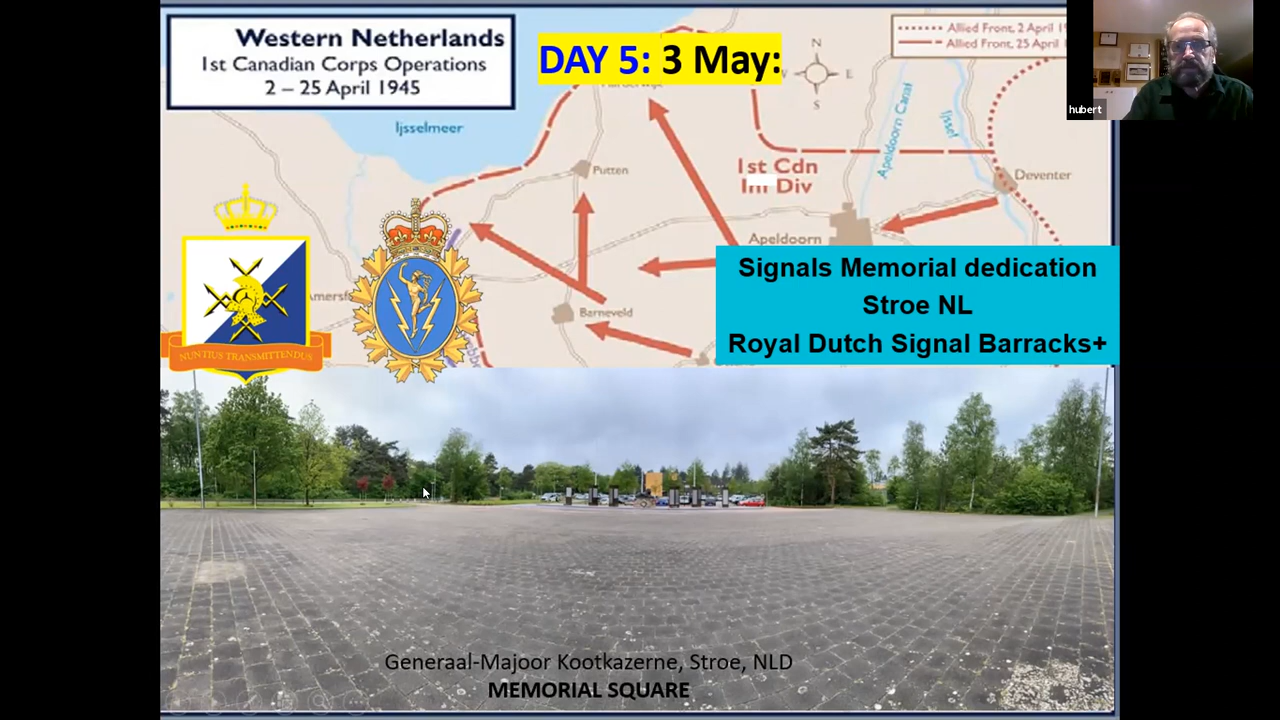 Western Netherlands
1st Canadian Corps Operations
2 – 25 April 1945
DAY 5: 3 May:
Allied Front, 2 April
Allied Front, 25 April
hubert
N
E
S
Ijsselmeer
Apeldoorn Canal
Ijssel
Putten
1st Cdn
Div
Deventer
Apeldoorn
Barneveld
NUNTIUS TRANSMITTENDUS
Signals Memorial dedication
Stroe NL
Royal Dutch Signal Barracks+
Generaal-Majoor Kootkazerne, Stroe, NLD
MEMORIAL SQUARE